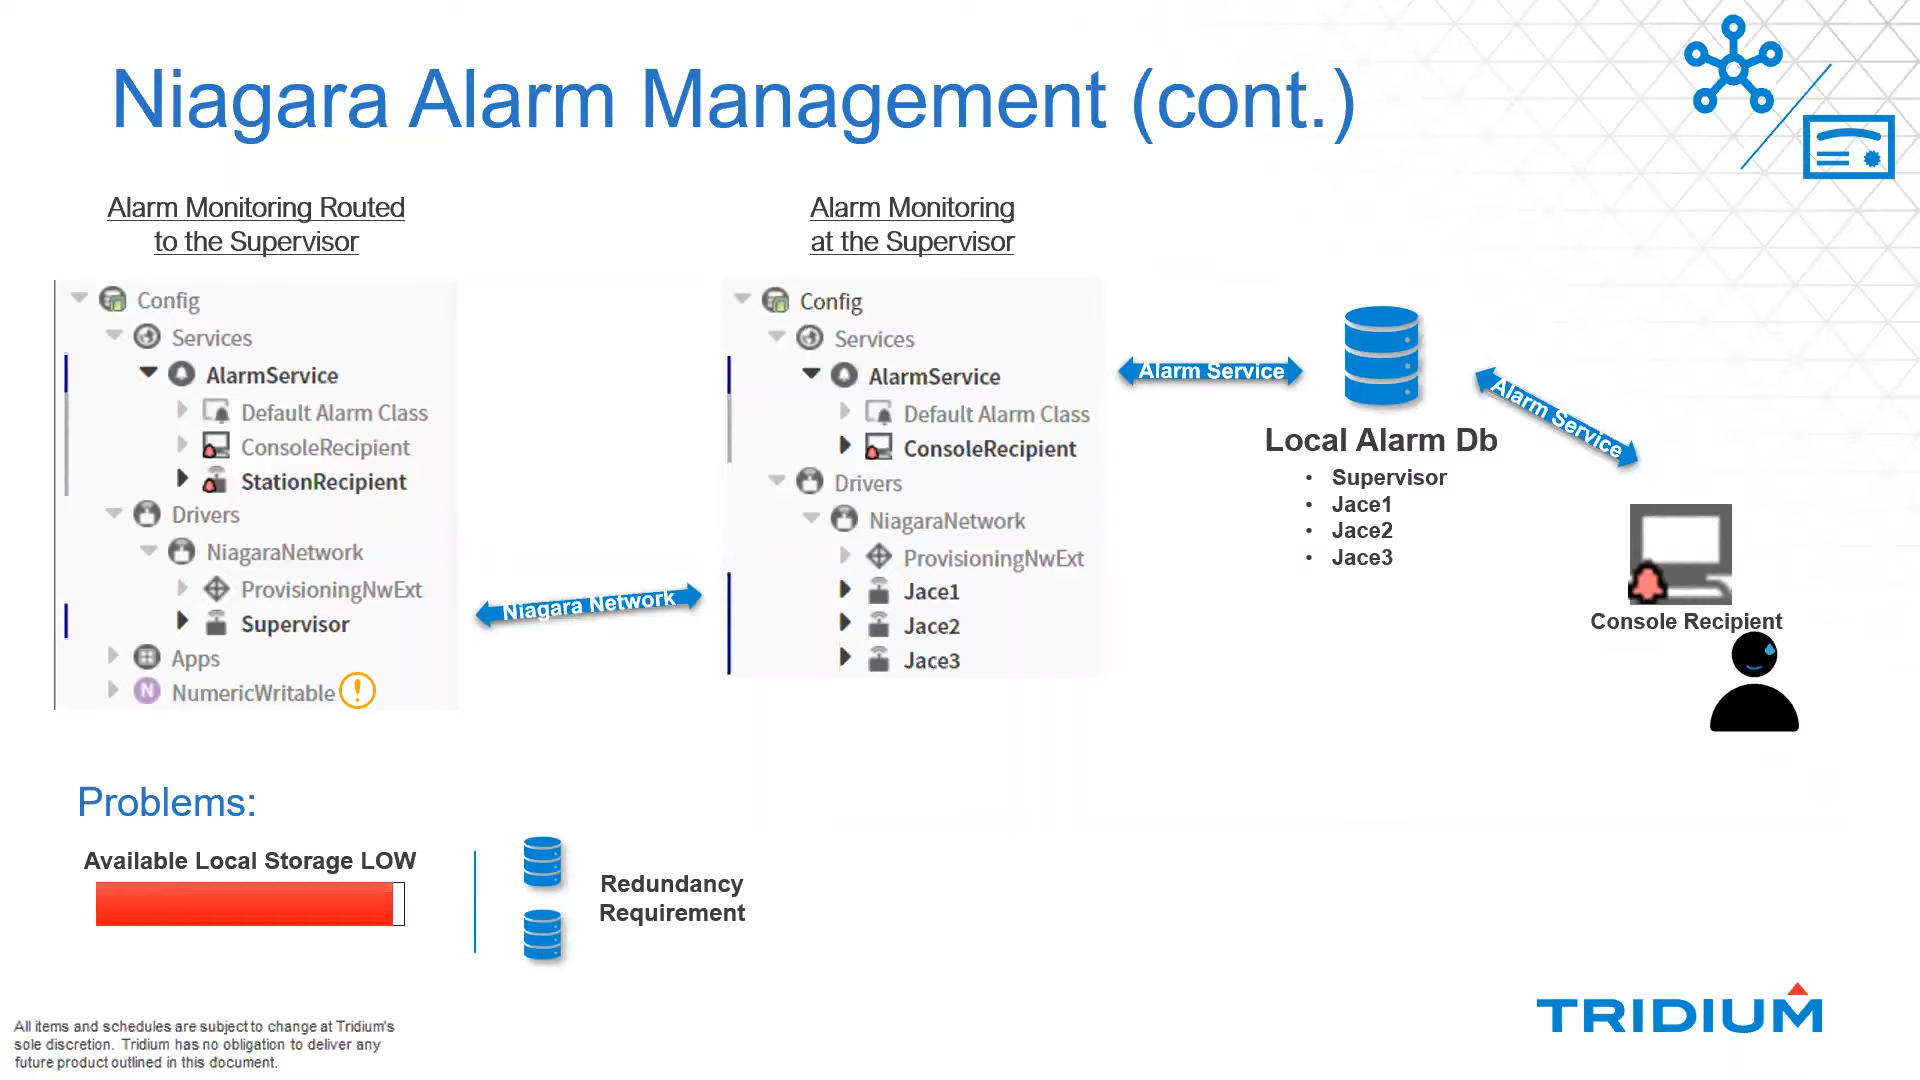 Niagara Alarm Management (cont.)
Alarm Monitoring Routed
to the Supervisor
Config
Services
AlarmService
Default Alarm Class
ConsoleRecipient
StationRecipient
Drivers
NiagaraNetwork
ProvisioningNwExt
Supervisor
Apps
N NumericWritable !
Niagara Network
Alarm Monitoring
at the Supervisor
Config
Services
AlarmService
Default Alarm Class
ConsoleRecipient
Drivers
NiagaraNetwork
ProvisioningNwExt
Jace1
Jace2
Jace3
Alarm Service
Local Alarm Db
• Supervisor
• Jace1
• Jace2
• Jace3
Alarm Service
Console Recipient
Problems:
Available Local Storage LOW
Redundancy
Requirement
All items and schedules are subject to change at Tridium's
sole discretion. Tridium has no obligation to deliver any
future product outlined in this document.
TRIDIUM